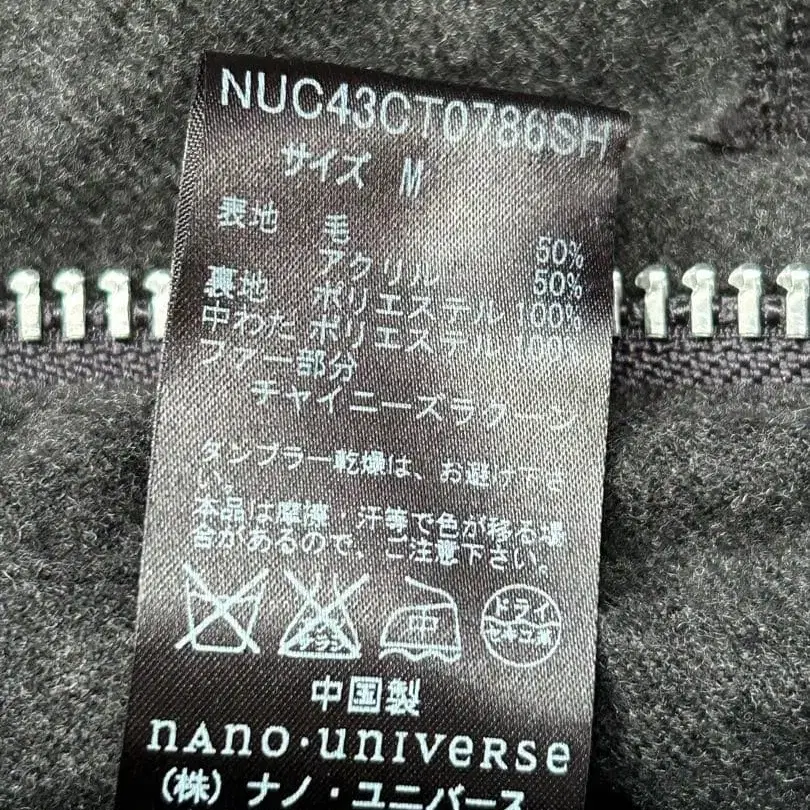 NUC43CT0786SH
サイズ M
表地 毛 50%
アクリル 50%
裏地 ポリエステル 100%
中わた ポリエステル 100%
ファー部分
チャイニーズラクーン
タンブラー乾燥は、お避け下さ
い。
本品は摩擦・汗等で色が移る場
合があるので、ご注意下さい。
中 ドライ
セキユ系
中国製
nano・universe
(株) ナノ・ユニバース